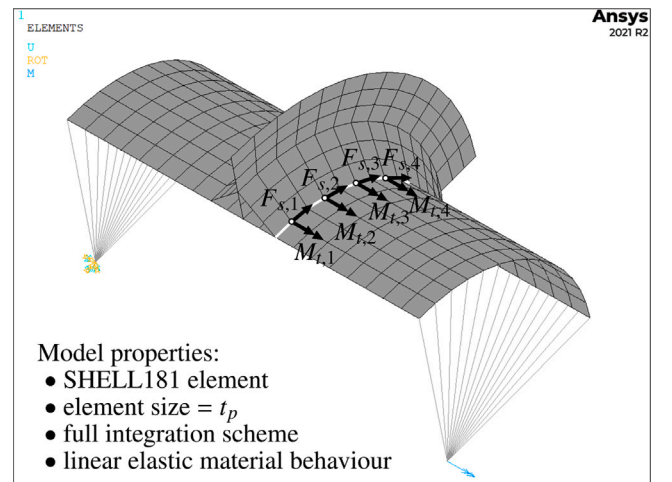 1
ELEMENTS
Ansys
2021 R2
U
ROT
M
F_{s,1}
F_{s,2}
F_{s,3}
F_{s,4}
M_{t,1}
M_{t,2}
M_{t,3}
M_{t,4}
Model properties:
• SHELL181 element
• element size = t_p
• full integration scheme
• linear elastic material behaviour